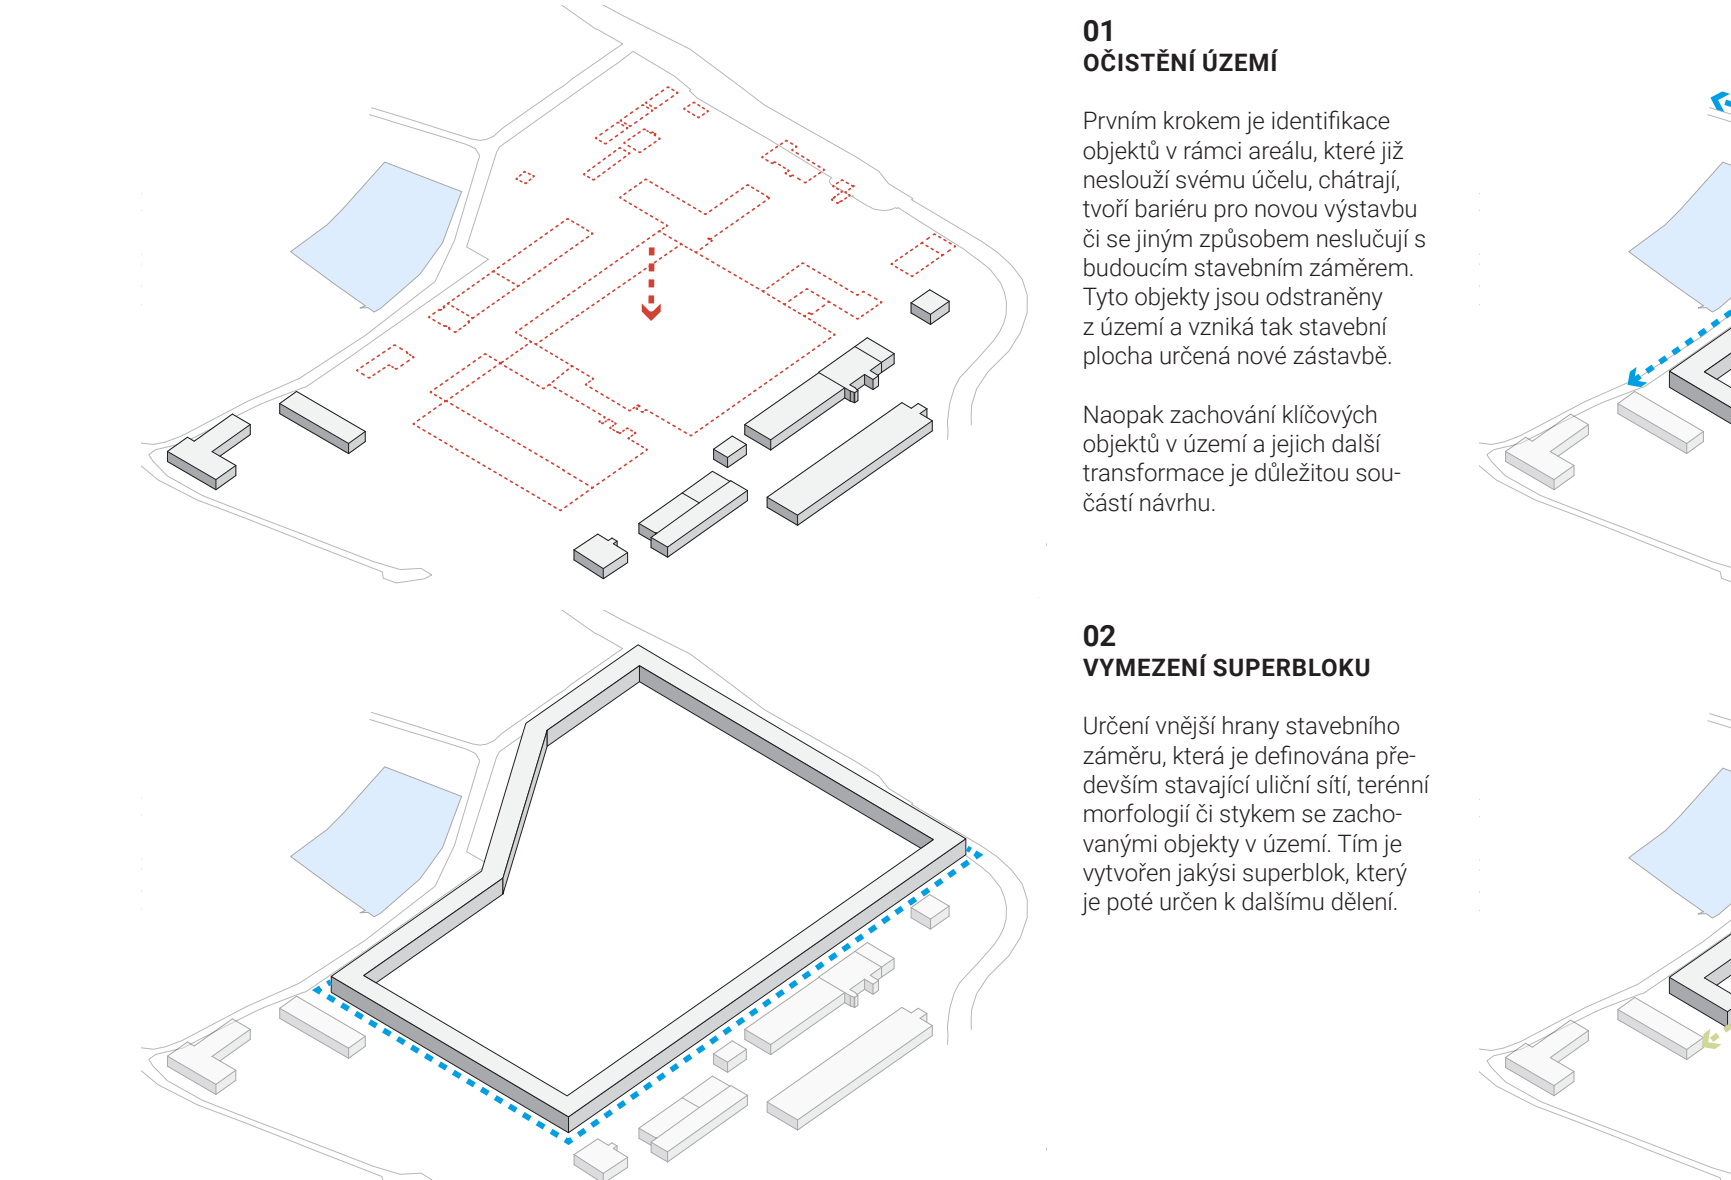 01
OČISTĚNÍ ÚZEMÍ
Prvním krokem je identifikace
objektů v rámci areálu, které již
neslouží svému účelu, chátrají,
tvoří bariéru pro novou výstavbu
či se jiným způsobem neslučují s
budoucím stavebním záměrem.
Tyto objekty jsou odstraněny
z území a vzniká tak stavební
plocha určená nové zástavbě.
Naopak zachování klíčových
objektů v území a jejich další
transformace je důležitou sou-
částí návrhu.
02
VYMEZENÍ SUPERBLOKU
Určení vnější hrany stavebního
záměru, která je definována pře-
devším stavající uliční sítí, terénní
morfologií či stykem se zacho-
vanými objekty v území. Tím je
vytvořen jakýsi superblok, který
je poté určen k dalšímu dělení.